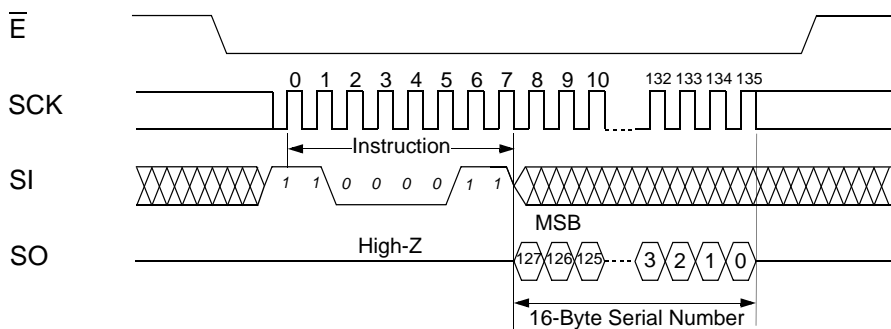 E
SCK
0 1 2 3 4 5 6 7 8 9 10 132 133 134 135
Instruction
SI
1 1 0 0 0 0 1 1
MSB
SO
High-Z
127 126 125 3 2 1 0
16-Byte Serial Number